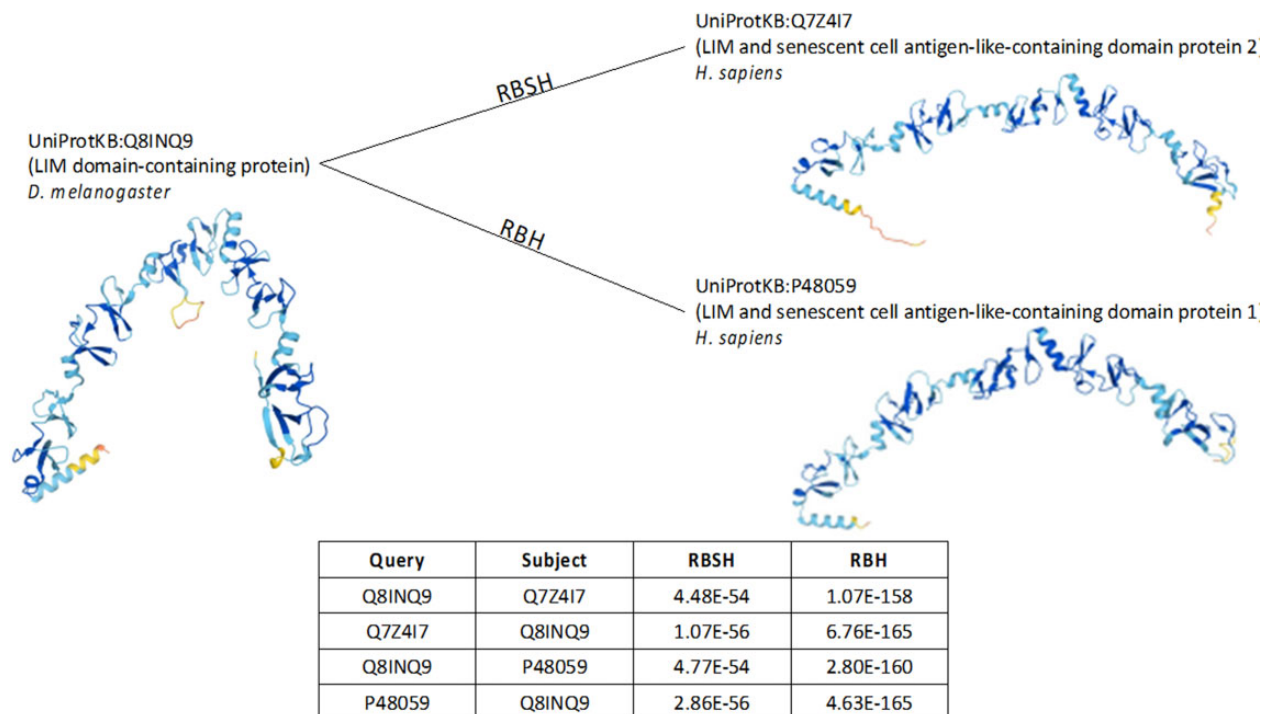 UniProtKB:Q7Z4I7
(LIM and senescent cell antigen-like-containing domain protein 2)
H. sapiens
RBSH
UniProtKB:Q8INQ9
(LIM domain-containing protein)
D. melanogaster
RBH
UniProtKB:P48059
(LIM and senescent cell antigen-like-containing domain protein 1)
H. sapiens
Query Subject RBSH RBH
Q8INQ9 Q7Z4I7 4.48E-54 1.07E-158
Q7Z4I7 Q8INQ9 1.07E-56 6.76E-165
Q8INQ9 P48059 4.77E-54 2.80E-160
P48059 Q8INQ9 2.86E-56 4.63E-165